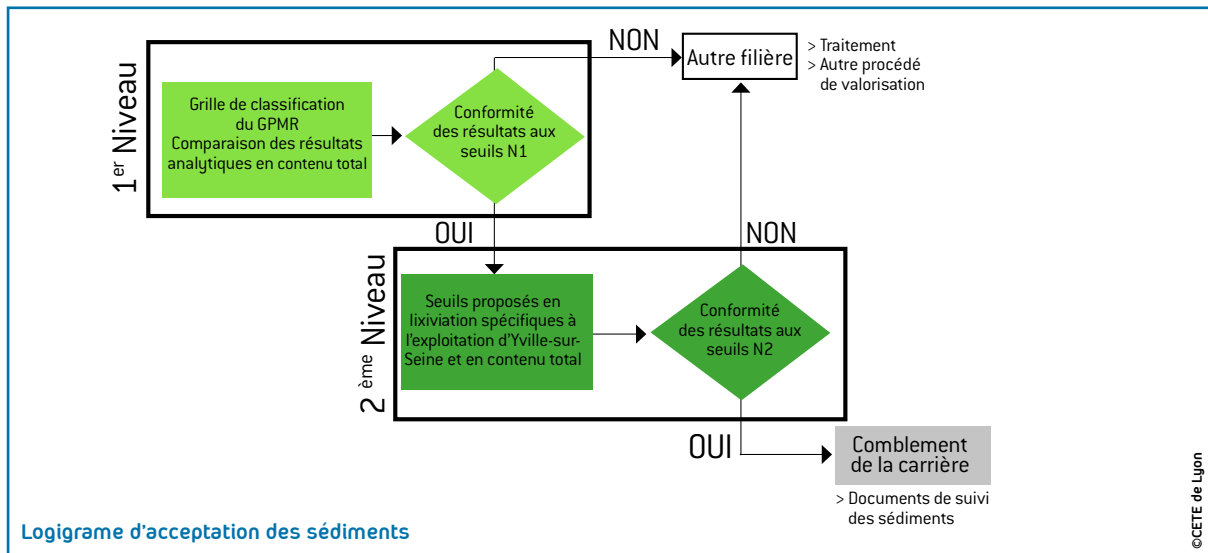 1er Niveau
Grille de classification
du GPMR
Comparaison des résultats
analytiques en contenu total
Conformité
des résultats aux
seuils N1
NON
Autre filière
> Traitement
> Autre procédé
de valorisation
OUI
2ème Niveau
Seuils proposés en
lixiviation spécifiques à
l'exploitation d'Yville-sur-
Seine et en contenu total
Conformité
des résultats aux
seuils N2
NON
OUI
Comblement
de la carrière
> Documents de suivi
des sédiments
Logigrame d'acceptation des sédiments
©CETE de Lyon